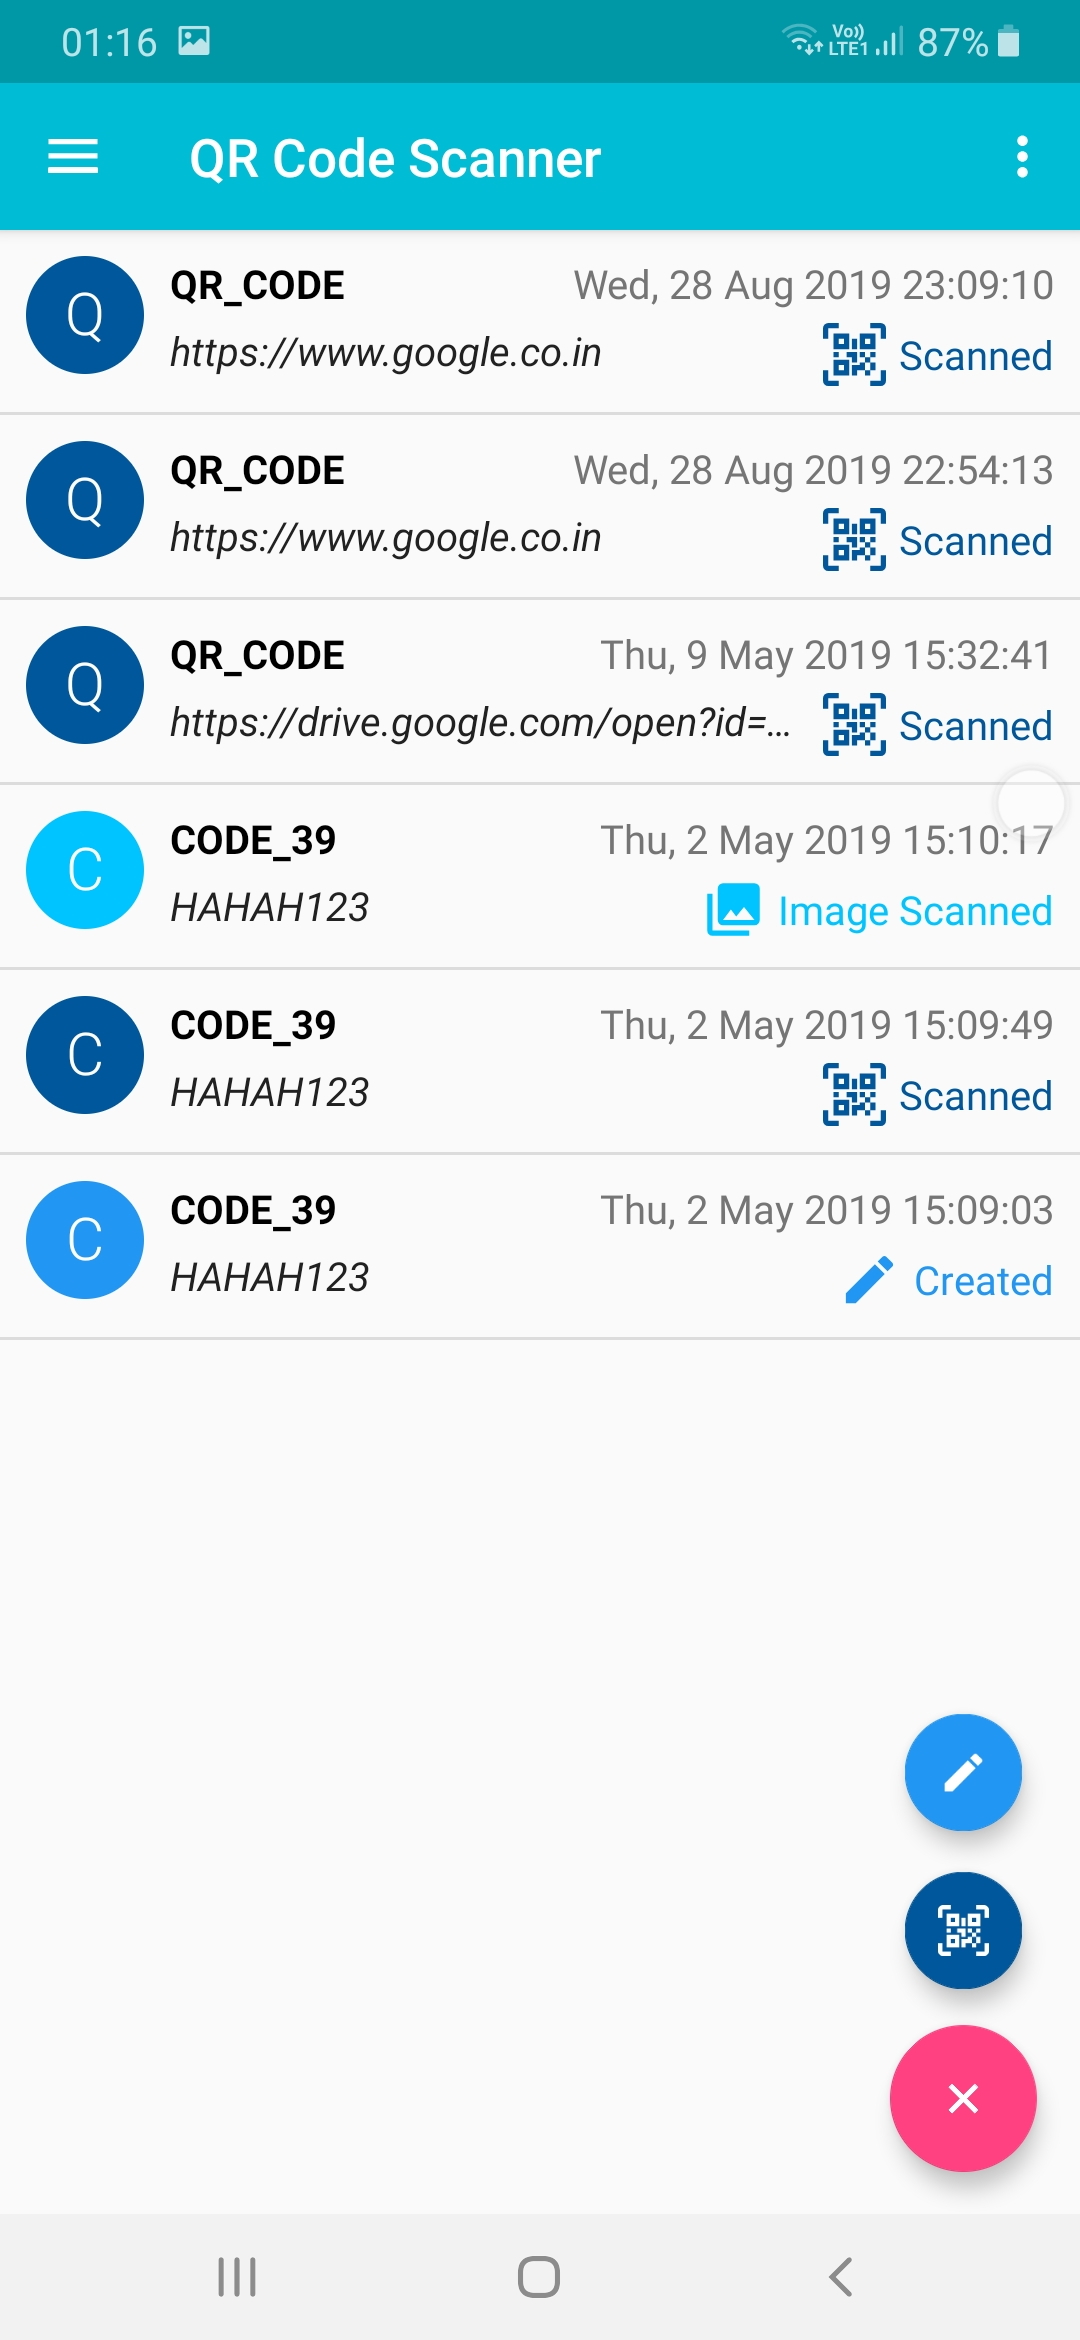 01:16 Vo)) LTE1 87%
QR Code Scanner
Q QR_CODE Wed, 28 Aug 2019 23:09:10
https://www.google.co.in Scanned
Q QR_CODE Wed, 28 Aug 2019 22:54:13
https://www.google.co.in Scanned
Q QR_CODE Thu, 9 May 2019 15:32:41
https://drive.google.com/open?id=... Scanned
C CODE_39 Thu, 2 May 2019 15:10:17
HAHAH123 Image Scanned
C CODE_39 Thu, 2 May 2019 15:09:49
HAHAH123 Scanned
C CODE_39 Thu, 2 May 2019 15:09:03
HAHAH123 Created